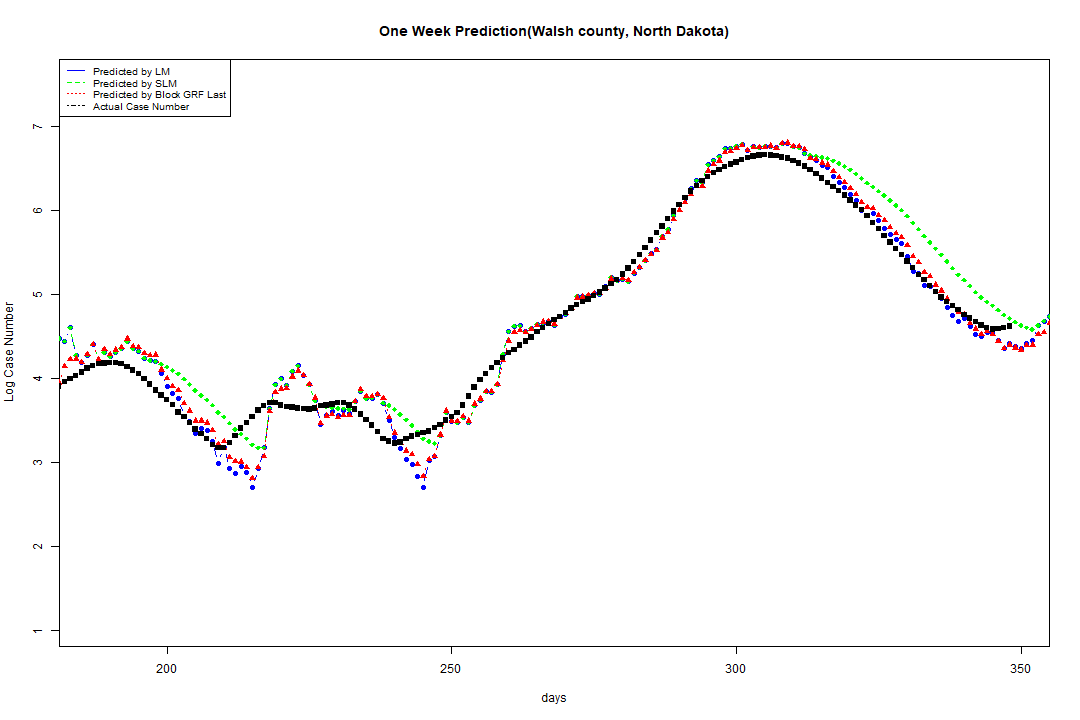 One Week Prediction(Walsh county, North Dakota)
Predicted by LM
Predicted by SLM
Predicted by Block GRF Last
Actual Case Number
7
6
5
4
3
2
1
Log Case Number
200
250
300
350
days